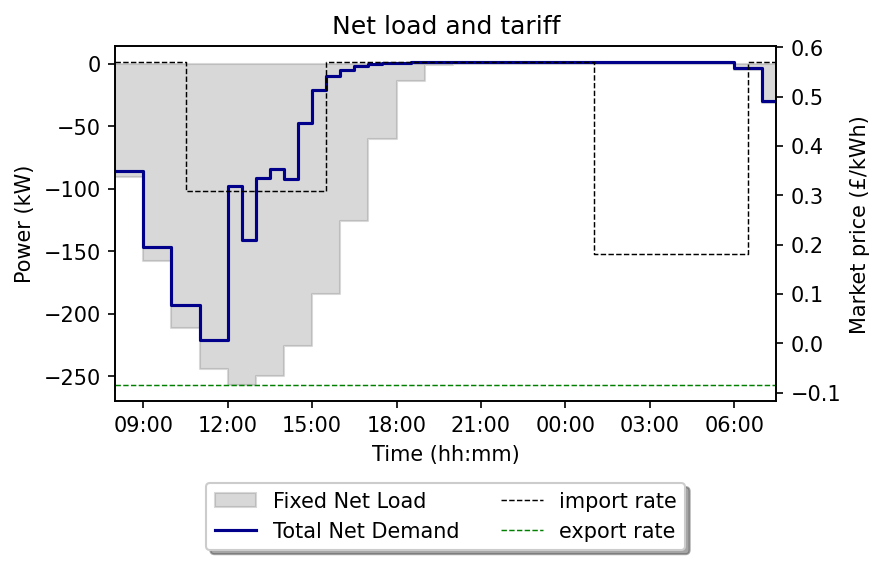 Net load and tariff
Power (kW)
0
−50
−100
−150
−200
−250
0.6
0.5
0.4
0.3
0.2
0.1
0.0
−0.1
Market price (£/kWh)
09:00 12:00 15:00 18:00 21:00 00:00 03:00 06:00
Time (hh:mm)
Fixed Net Load
Total Net Demand
import rate
export rate